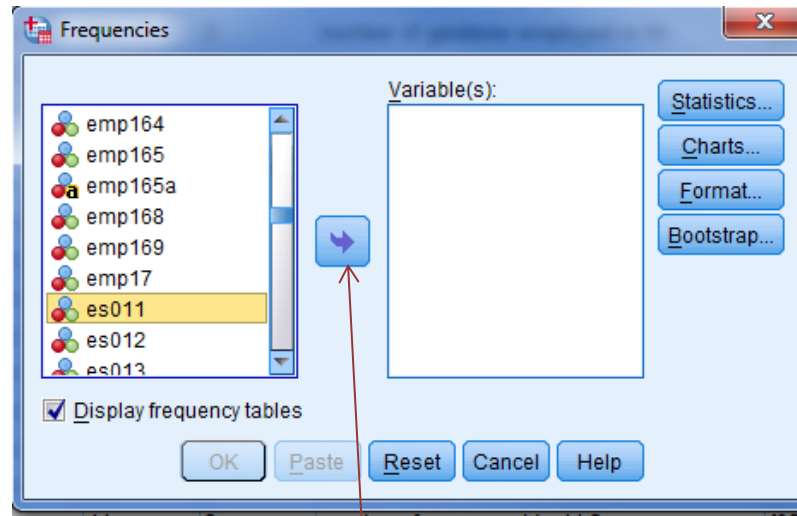 Frequencies
Variable(s):
emp164
emp165
a emp165a
emp168
emp169
emp17
es011
es012
es013
Statistics...
Charts...
Format...
Bootstrap...
Display frequency tables
OK Paste Reset Cancel Help